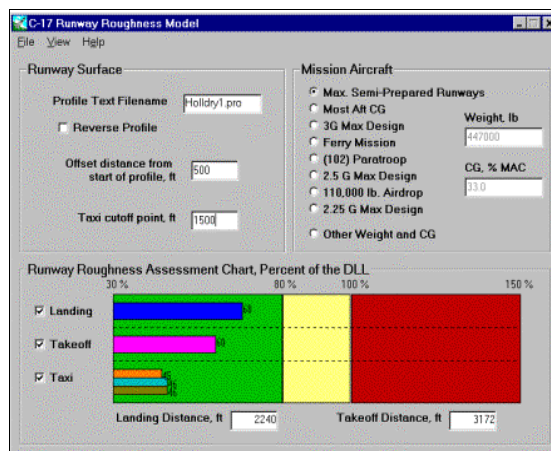 C-17 Runway Roughness Model
File View Help
Runway Surface
Profile Text Filename Holldry1.pro
Reverse Profile
Offset distance from
start of profile, ft 500
Taxi cutoff point, ft 1500
Mission Aircraft
Max. Semi-Prepared Runways
Most Aft CG
3G Max Design
Ferry Mission
(102) Paratroop
2.5 G Max Design
110,000 lb. Airdrop
2.25 G Max Design
Other Weight and CG
Weight, lb
447000
CG, % MAC
33.0
Runway Roughness Assessment Chart, Percent of the DLL
30 % 80 % 100 % 150 %
Landing
Takeoff 60
Taxi
46
Landing Distance, ft 2240 Takeoff Distance, ft 3172